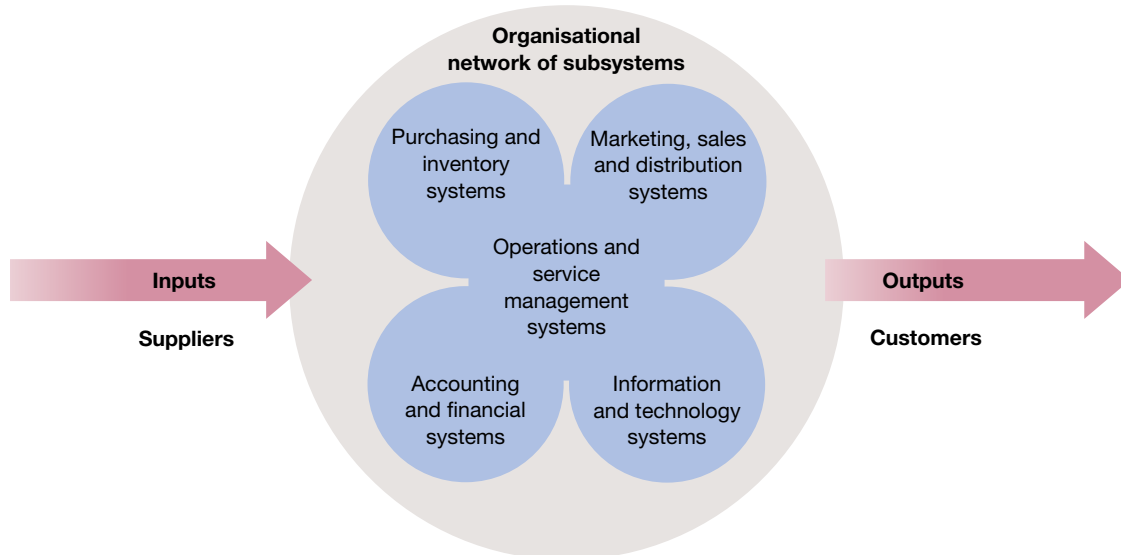 Organisational
network of subsystems
Purchasing and
inventory
systems
Marketing, sales
and distribution
systems
Operations and
service
management
systems
Inputs
Suppliers
Outputs
Customers
Accounting
and financial
systems
Information
and technology
systems